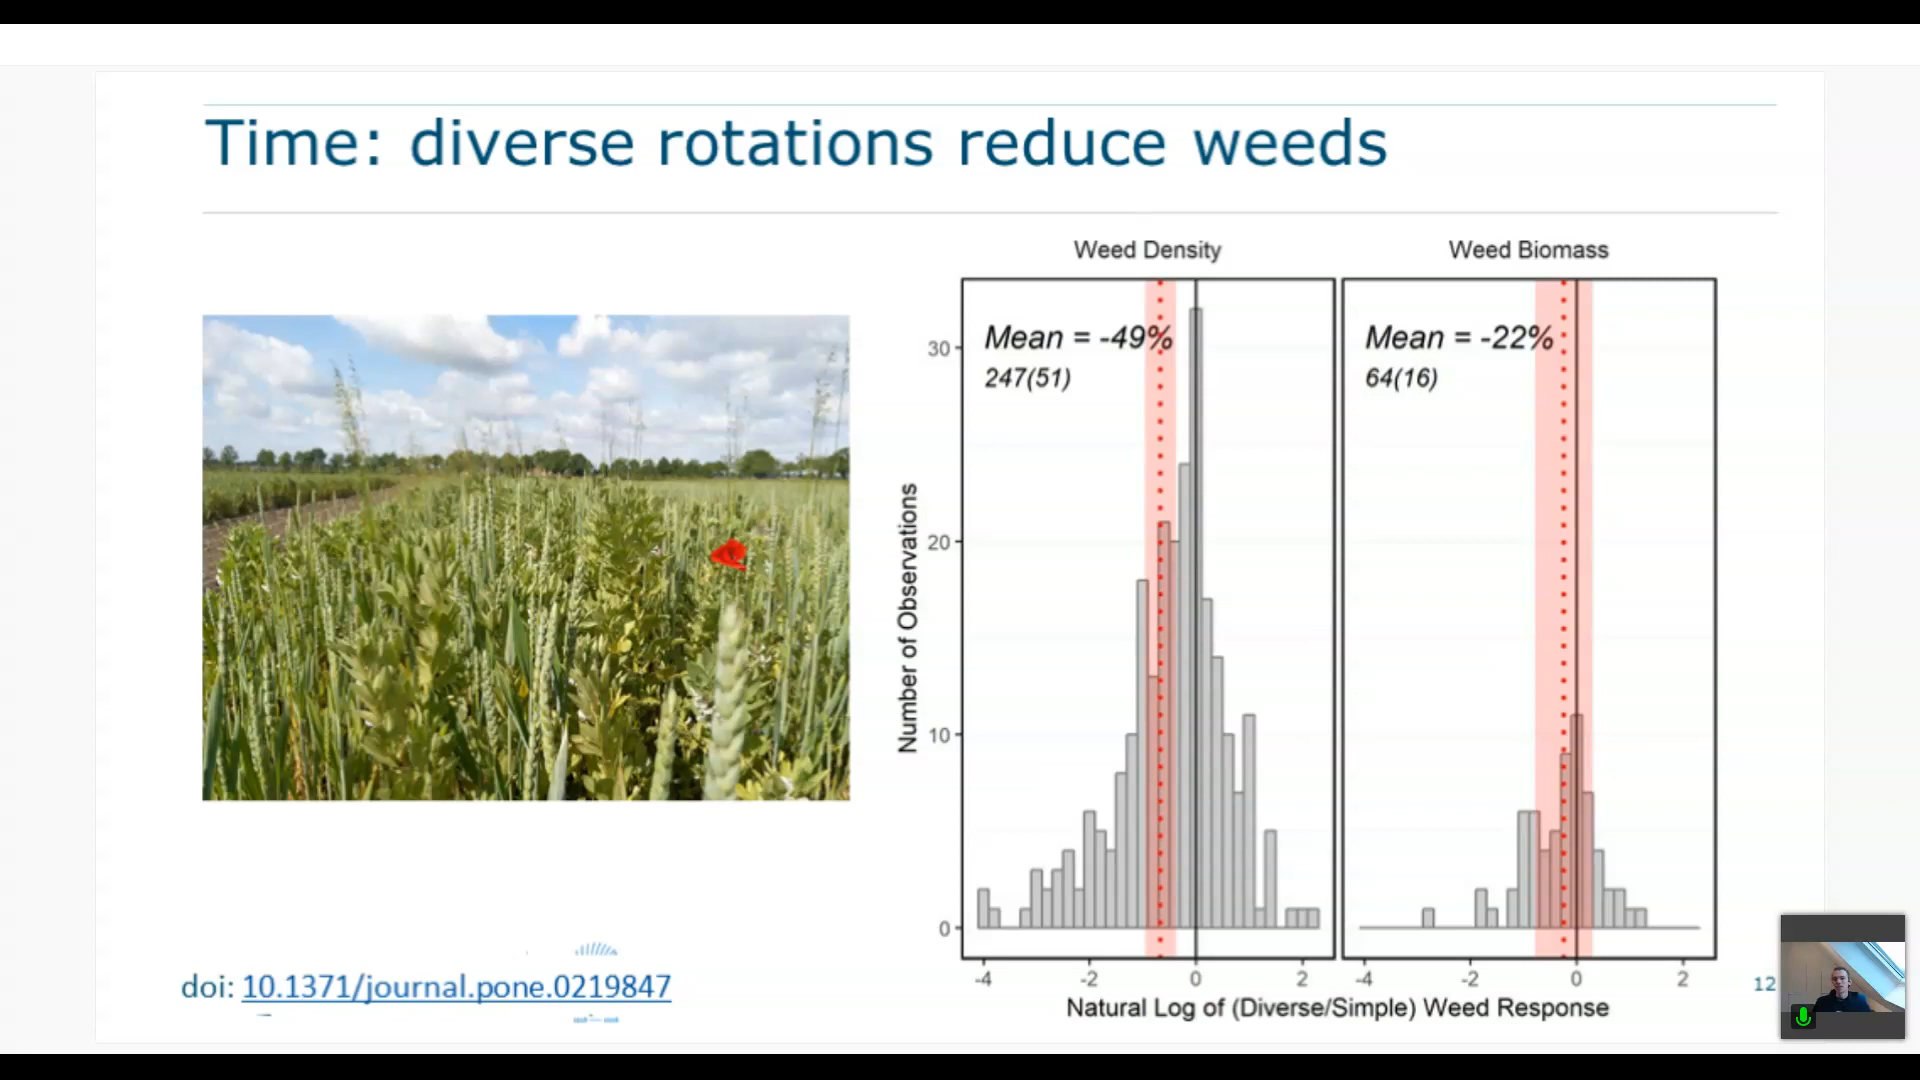 Time: diverse rotations reduce weeds
Weed Density
Weed Biomass
Mean = -49%
247(51)
Mean = -22%
64(16)
Number of Observations
30
20
10
0
-4 -2 0 2
-4 -2 0 2
Natural Log of (Diverse/Simple) Weed Response
doi: 10.1371/journal.pone.0219847
12